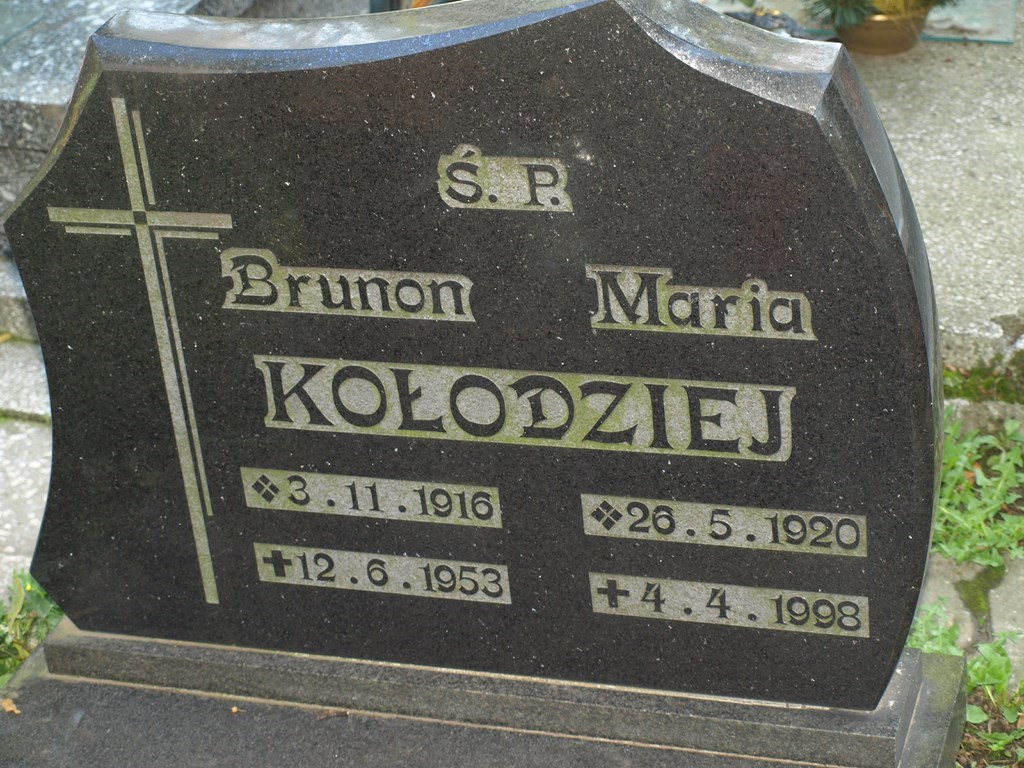 Ś. P.
Brunon Maria
KOŁODZIEJ
❖ 3 . 11 . 1916 ❖ 26 . 5 . 1920
✝ 12 . 6 . 1953 ✝ 4 . 4 . 1998